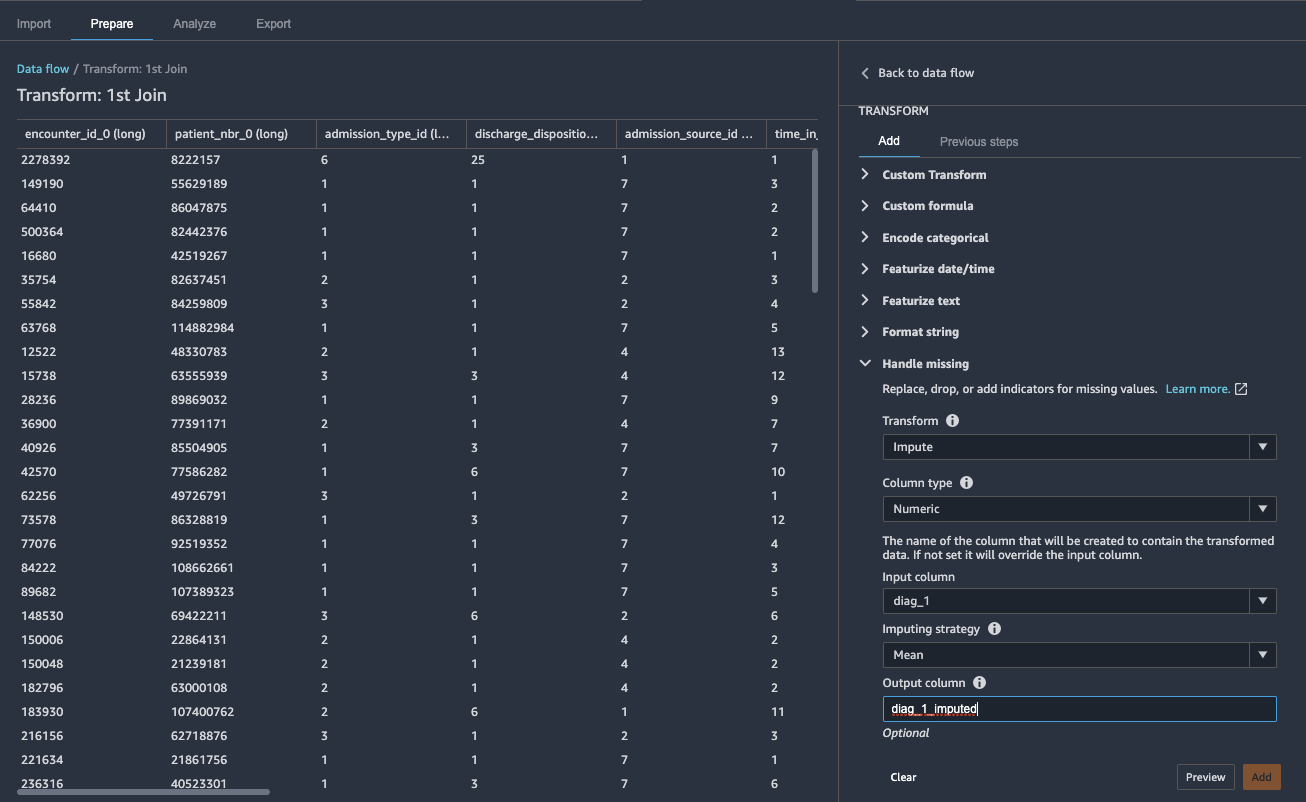 Import Prepare Analyze Export
Data flow / Transform: 1st Join
Transform: 1st Join
encounter_id_0 (long) patient_nbr_0 (long) admission_type_id (l... discharge_dispositio... admission_source_id ... time_in_
2278392 8222157 6 25 1 1
149190 55629189 1 1 7 3
64410 86047875 1 1 7 2
500364 82442376 1 1 7 2
16680 42519267 1 1 7 1
35754 82637451 2 1 2 3
55842 84259809 3 1 2 4
63768 114882984 1 1 7 5
12522 48330783 2 1 4 13
15738 63555939 3 3 4 12
28236 89869032 1 1 7 9
36900 77391171 2 1 4 7
40926 85504905 1 3 7 7
42570 77586282 1 6 7 10
62256 49726791 3 1 2 1
73578 86328819 1 3 7 12
77076 92519352 1 1 7 4
84222 108662661 1 1 7 3
89682 107389323 1 1 7 5
148530 69422211 3 6 2 6
150006 22864131 2 1 4 2
150048 21239181 2 1 4 2
182796 63000108 2 1 4 2
183930 107400762 2 6 1 11
216156 62718876 3 1 2 3
221634 21861756 1 1 7 1
236316 40523301 1 3 7 6
Back to data flow
TRANSFORM
Add Previous steps
Custom Transform
Custom formula
Encode categorical
Featurize date/time
Featurize text
Format string
Handle missing
Replace, drop, or add indicators for missing values. Learn more.
Transform
Impute
Column type
Numeric
The name of the column that will be created to contain the transformed
data. If not set it will override the input column.
Input column
diag_1
Imputing strategy
Mean
Output column
diag_1_imputed
Optional
Clear Preview Add